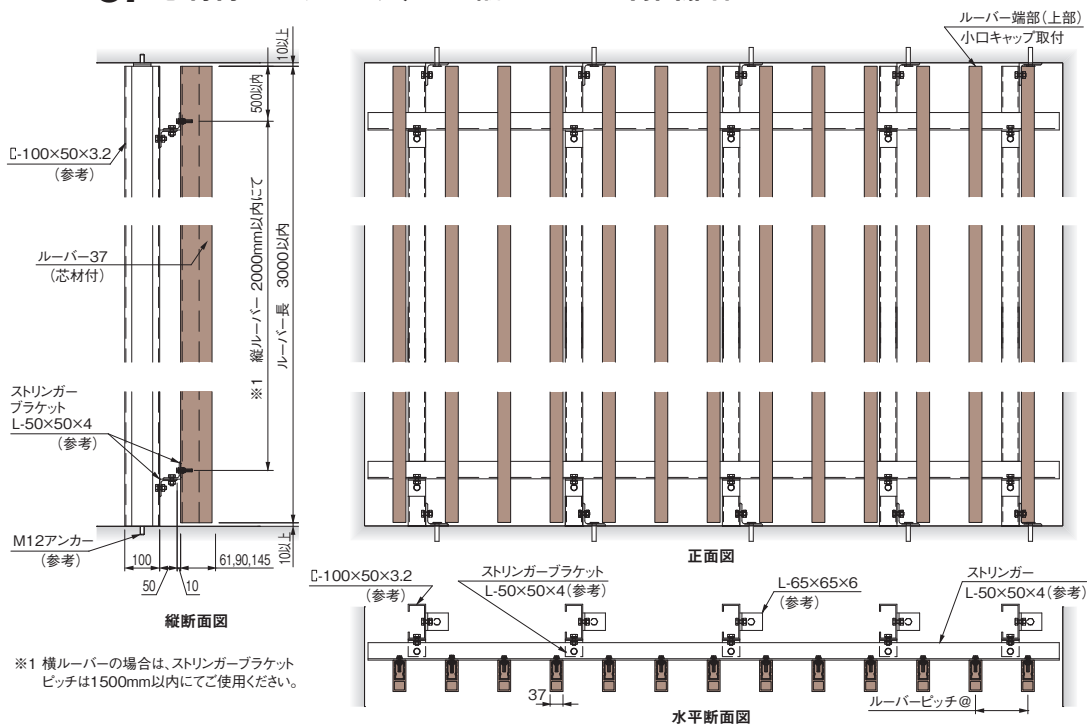 10以上
500以内
C-100×50×3.2
(参考)
ルーバー37
(芯材付)
※1 縦ルーバー 2000mm以内にて
ルーバー長 3000以内
ストリンガー
ブラケット
L-50×50×4
(参考)
M12アンカー
(参考)
100
50
10
61,90,145
10以上
縦断面図
※1 横ルーバーの場合は、ストリンガーブラケット
ピッチは1500mm以内にてご使用ください。
ルーバー端部(上部)
小口キャップ取付
正面図
C-100×50×3.2
(参考)
ストリンガーブラケット
L-50×50×4(参考)
L-65×65×6
(参考)
ストリンガー
L-50×50×4(参考)
37
ルーバーピッチ@
水平断面図